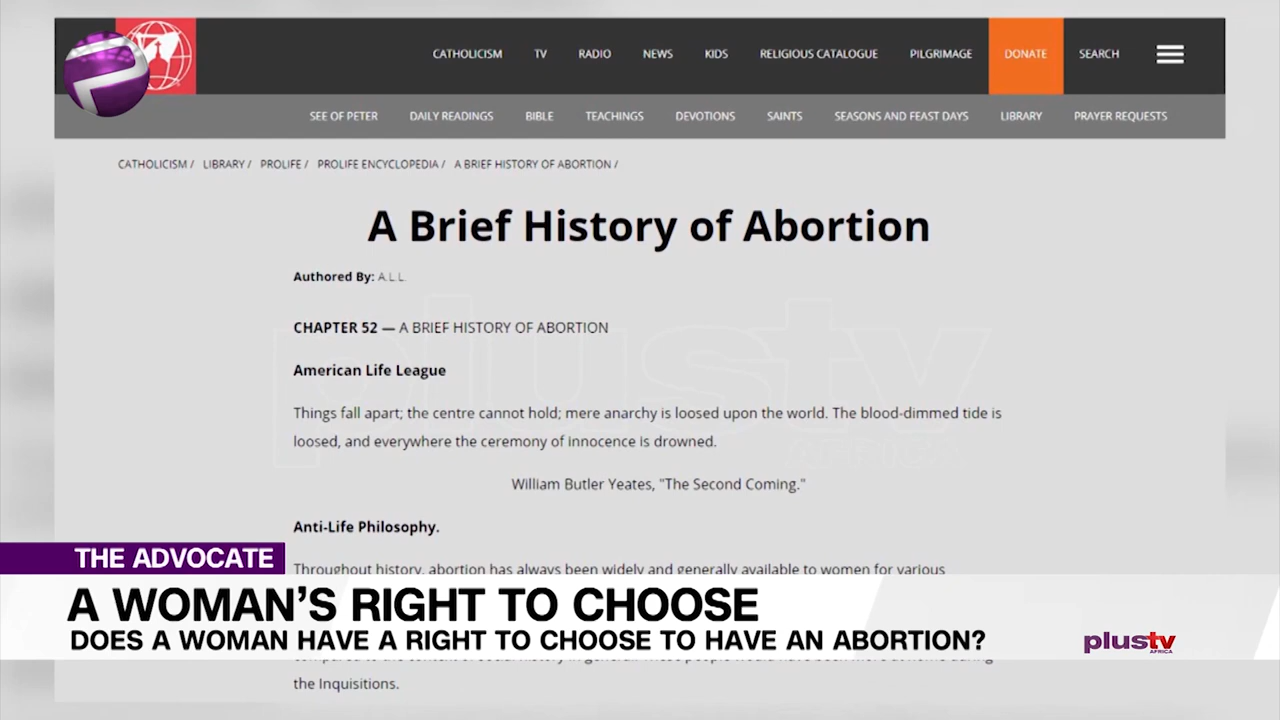 CATHOLICISM TV RADIO NEWS KIDS RELIGIOUS CATALOGUE PILGRIMAGE DONATE SEARCH
SEE OF PETER DAILY READINGS BIBLE TEACHINGS DEVOTIONS SAINTS SEASONS AND FEAST DAYS LIBRARY PRAYER REQUESTS
CATHOLICISM / LIBRARY / PROLIFE / PROLIFE ENCYCLOPEDIA / A BRIEF HISTORY OF ABORTION /
A Brief History of Abortion
Authored By: A.L.L.
CHAPTER 52 — A BRIEF HISTORY OF ABORTION
American Life League
Things fall apart; the centre cannot hold; mere anarchy is loosed upon the world. The blood-dimmed tide is
loosed, and everywhere the ceremony of innocence is drowned.
William Butler Yeates, "The Second Coming."
Anti-Life Philosophy.
Throughout history, abortion has always been widely and generally available to women for various
THE ADVOCATE
A WOMAN'S RIGHT TO CHOOSE
DOES A WOMAN HAVE A RIGHT TO CHOOSE TO HAVE AN ABORTION?
plustv
AFRICA
the Inquisitions.
plustv
AFRICA